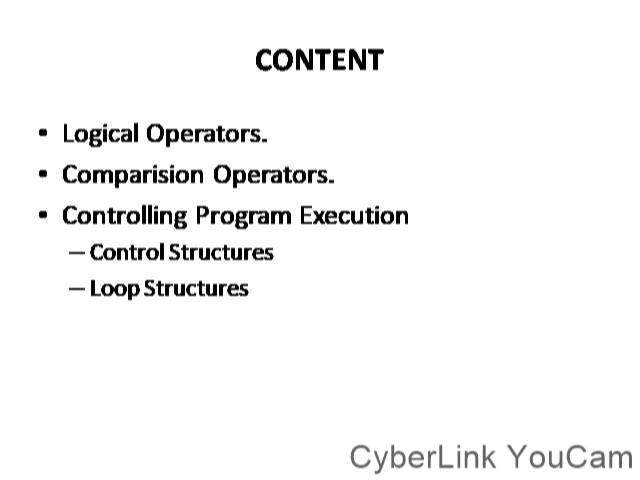 CONTENT
• Logical Operators.
• Comparision Operators.
• Controlling Program Execution
– Control Structures
– Loop Structures
CyberLink YouCam